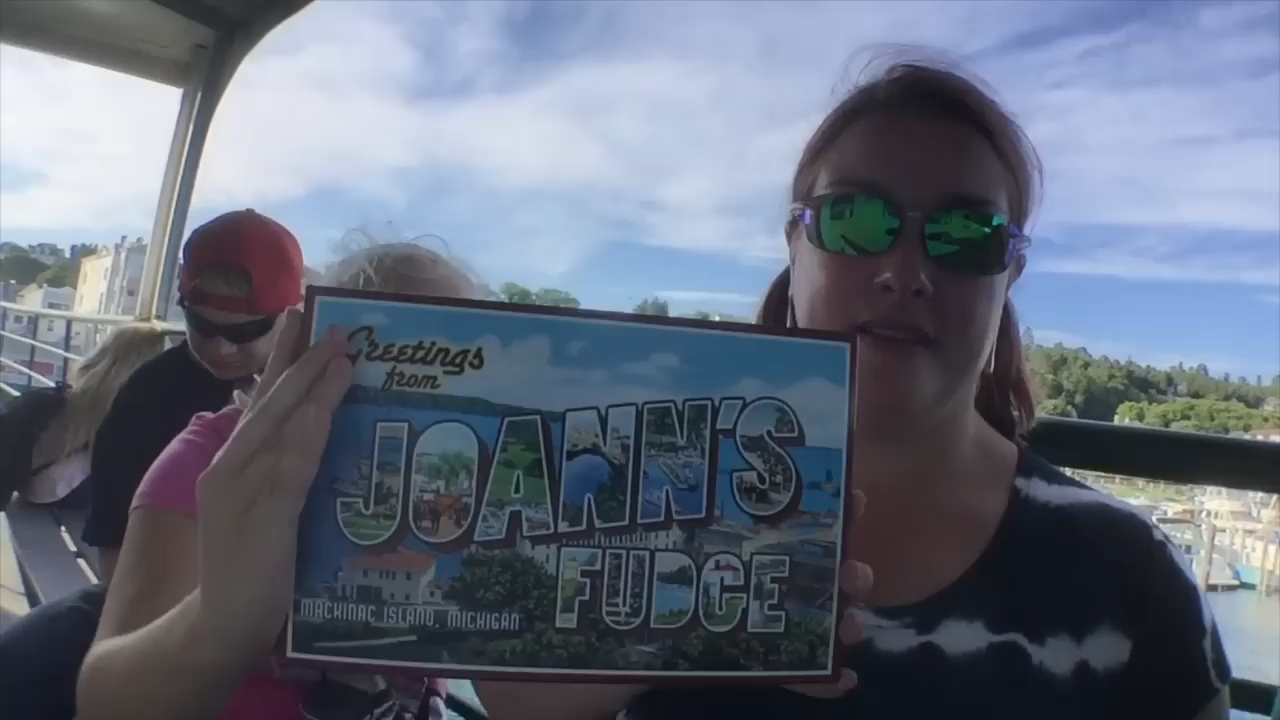 Greetings
from
JOANN'S
FUDGE
MACKINAC ISLAND, MICHIGAN